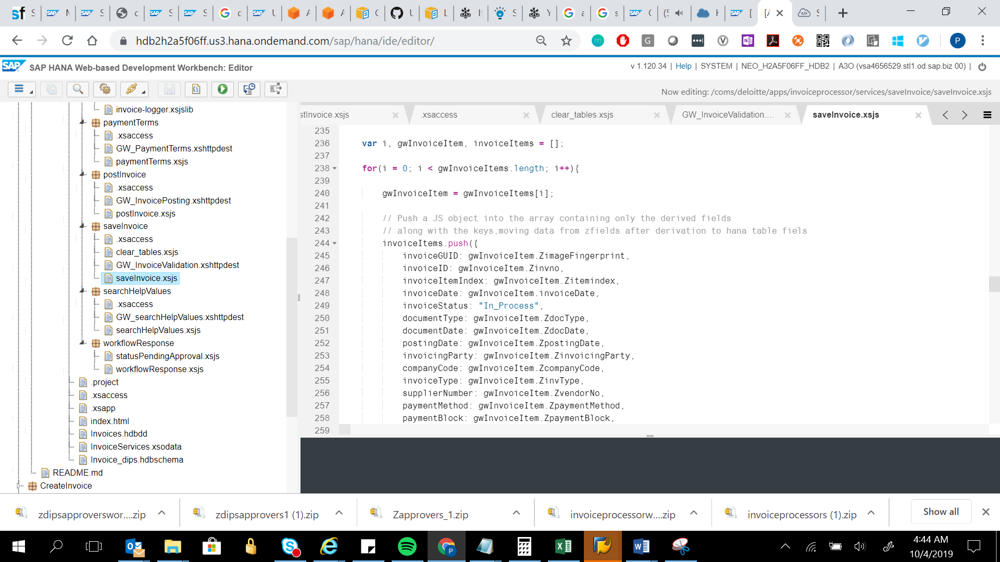 hdb2h2a5f06ff.us3.hana.ondemand.com/sap/hana/ide/editor/
SAP HANA Web-based Development Workbench: Editor
v 1.120.34 | Help | SYSTEM | NEO_H2A5F06FF_HDB2 | A3O (vsa4656529.stl1.od.sap.biz 00) |
Now editing: /coms/deloitte/apps/invoiceprocessor/services/saveInvoice/saveInvoice.xsjs
invoice-logger.xsjslib
paymentTerms
.xsaccess
GW_PaymentTerms.xshttpdest
paymentTerms.xsjs
postInvoice
.xsaccess
GW_InvoicePosting.xshttpdest
postInvoice.xsjs
saveInvoice
.xsaccess
clear_tables.xsjs
GW_InvoiceValidation.xshttpdest
saveInvoice.xsjs
searchHelpValues
.xsaccess
GW_searchHelpValues.xshttpdest
searchHelpValues.xsjs
workflowResponse
statusPendingApproval.xsjs
workflowResponse.xsjs
.project
.xsaccess
.xsapp
index.html
Invoices.hdbdd
InvoiceServices.xsodata
Invoice_dips.hdbschema
README.md
CreateInvoice
stInvoice.xsjs
.xsaccess
clear_tables.xsjs
GW_InvoiceValidation....
saveInvoice.xsjs
235
236 var i, gwInvoiceItem, invoiceItems = [];
237
238 for(i = 0; i < gwInvoiceItems.length; i++){
239
240 gwInvoiceItem = gwInvoiceItems[i];
241
242 // Push a JS object into the array containing only the derived fields
243 // along with the keys,moving data from zfields after derivation to hana table fiels
244 invoiceItems.push({
245 invoiceGUID: gwInvoiceItem.ZimageFingerprint,
246 invoiceID: gwInvoiceItem.Zinvno,
247 invoiceItemIndex: gwInvoiceItem.Zitemindex,
248 invoiceDate: gwInvoiceItem.invoiceDate,
249 invoiceStatus: "In_Process",
250 documentType: gwInvoiceItem.ZdocType,
251 documentDate: gwInvoiceItem.ZdocDate,
252 postingDate: gwInvoiceItem.ZpostingDate,
253 invoicingParty: gwInvoiceItem.ZinvoicingParty,
254 companyCode: gwInvoiceItem.ZcompanyCode,
255 invoiceType: gwInvoiceItem.ZinvType,
256 supplierNumber: gwInvoiceItem.ZvendorNo,
257 paymentMethod: gwInvoiceItem.ZpaymentMethod,
258 paymentBlock: gwInvoiceItem.ZpaymentBlock,
259
zdipsapproverswor....zip
zdipsapprovers1 (1).zip
Zapprovers_1.zip
invoiceprocessorw....zip
invoiceprocessors (1).zip
Show all
4:44 AM
10/4/2019